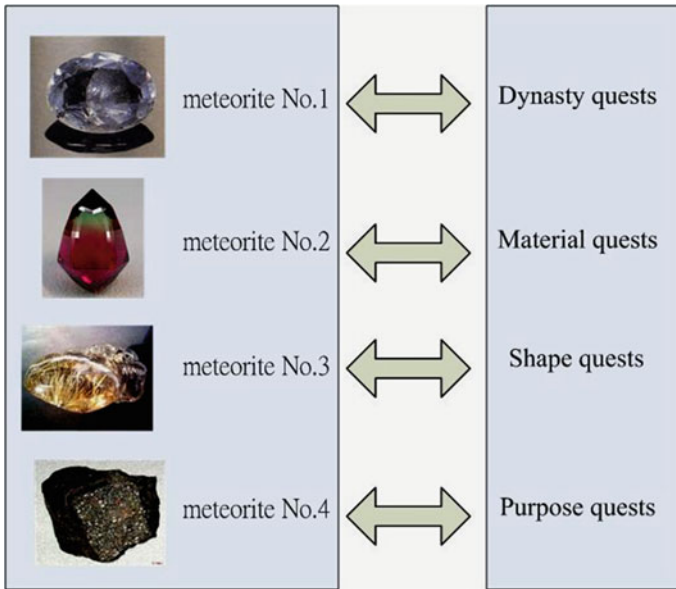 meteorite No.1
Dynasty quests
meteorite No.2
Material quests
meteorite No.3
Shape quests
meteorite No.4
Purpose quests